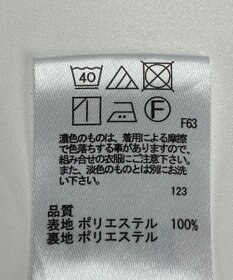 40
F
F63
濃色のものは、着用による摩擦
で色落ちする事がありますので、
組み合せの衣服にご注意下さい。
また、淡色のものとは別にお洗
い下さい。
123
品質
表地 ポリエステル 100%
裏地 ポリエステル